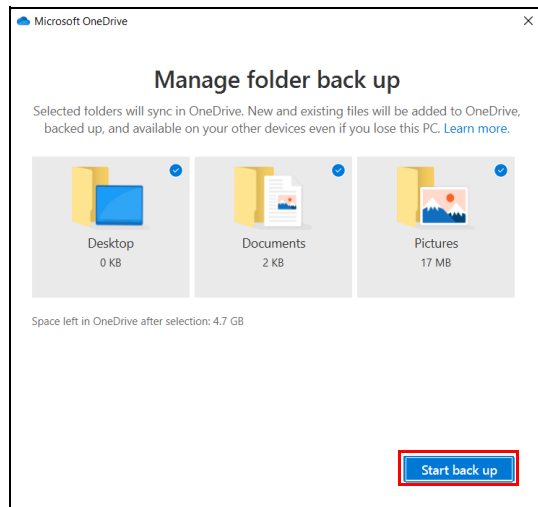 Microsoft OneDrive
Manage folder back up
Selected folders will sync in OneDrive. New and existing files will be added to OneDrive,
backed up, and available on your other devices even if you lose this PC. Learn more.
Desktop
0 KB
Documents
2 KB
Pictures
17 MB
Space left in OneDrive after selection: 4.7 GB
Start back up